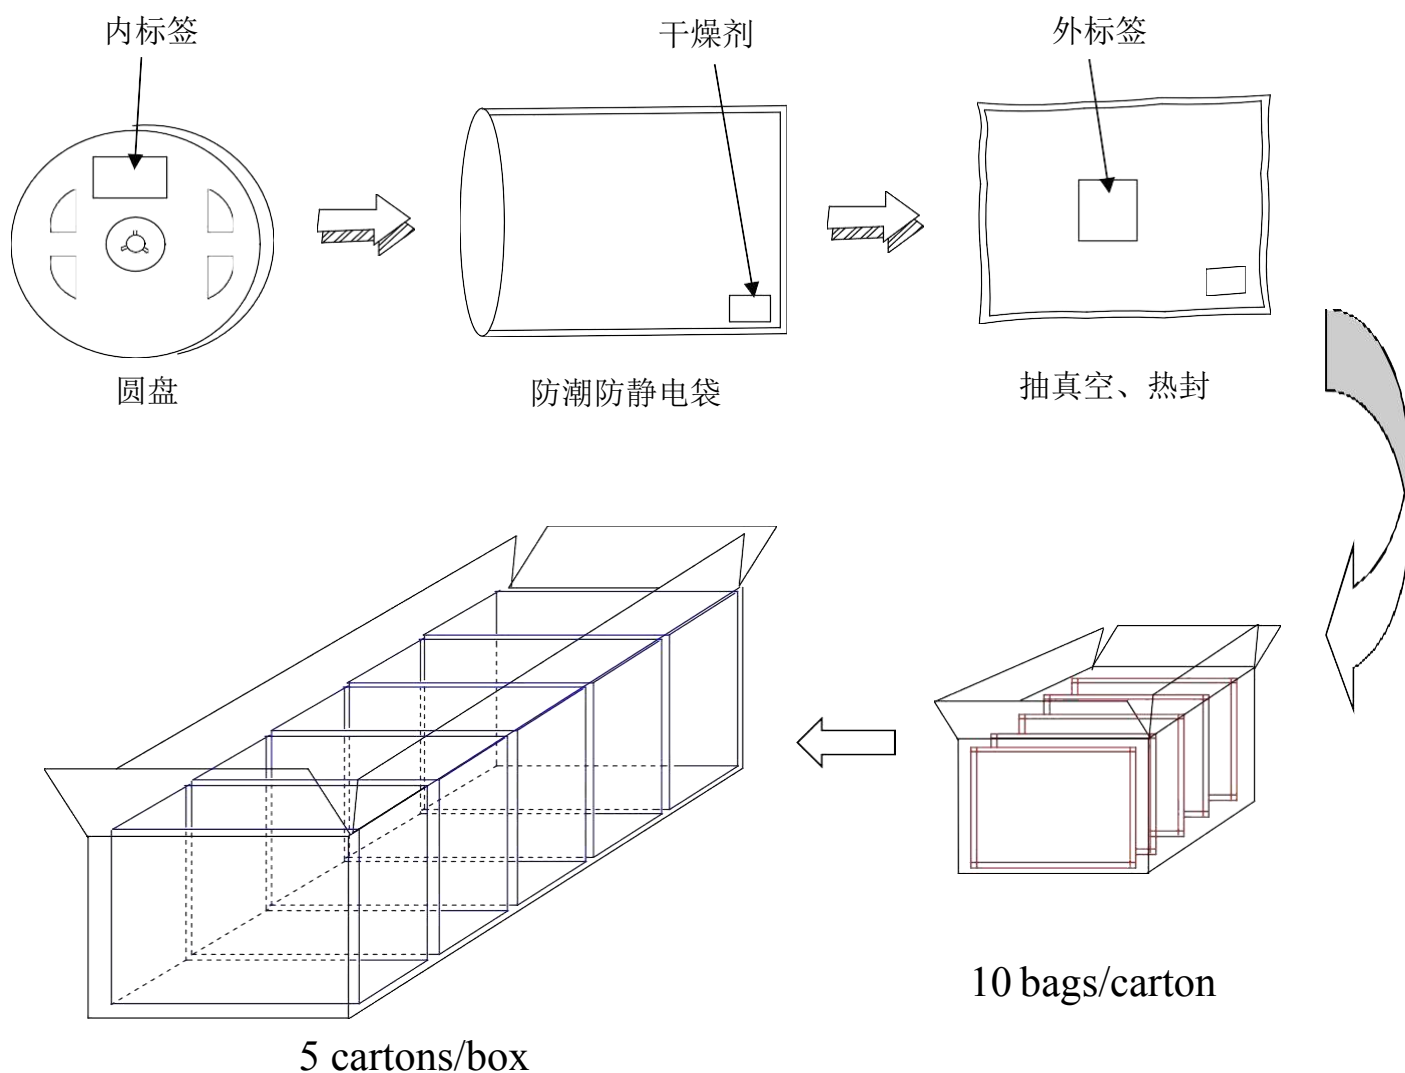 内标签
干燥剂
外标签
圆盘
防潮防静电袋
抽真空、热封
10 bags/carton
5 cartons/box